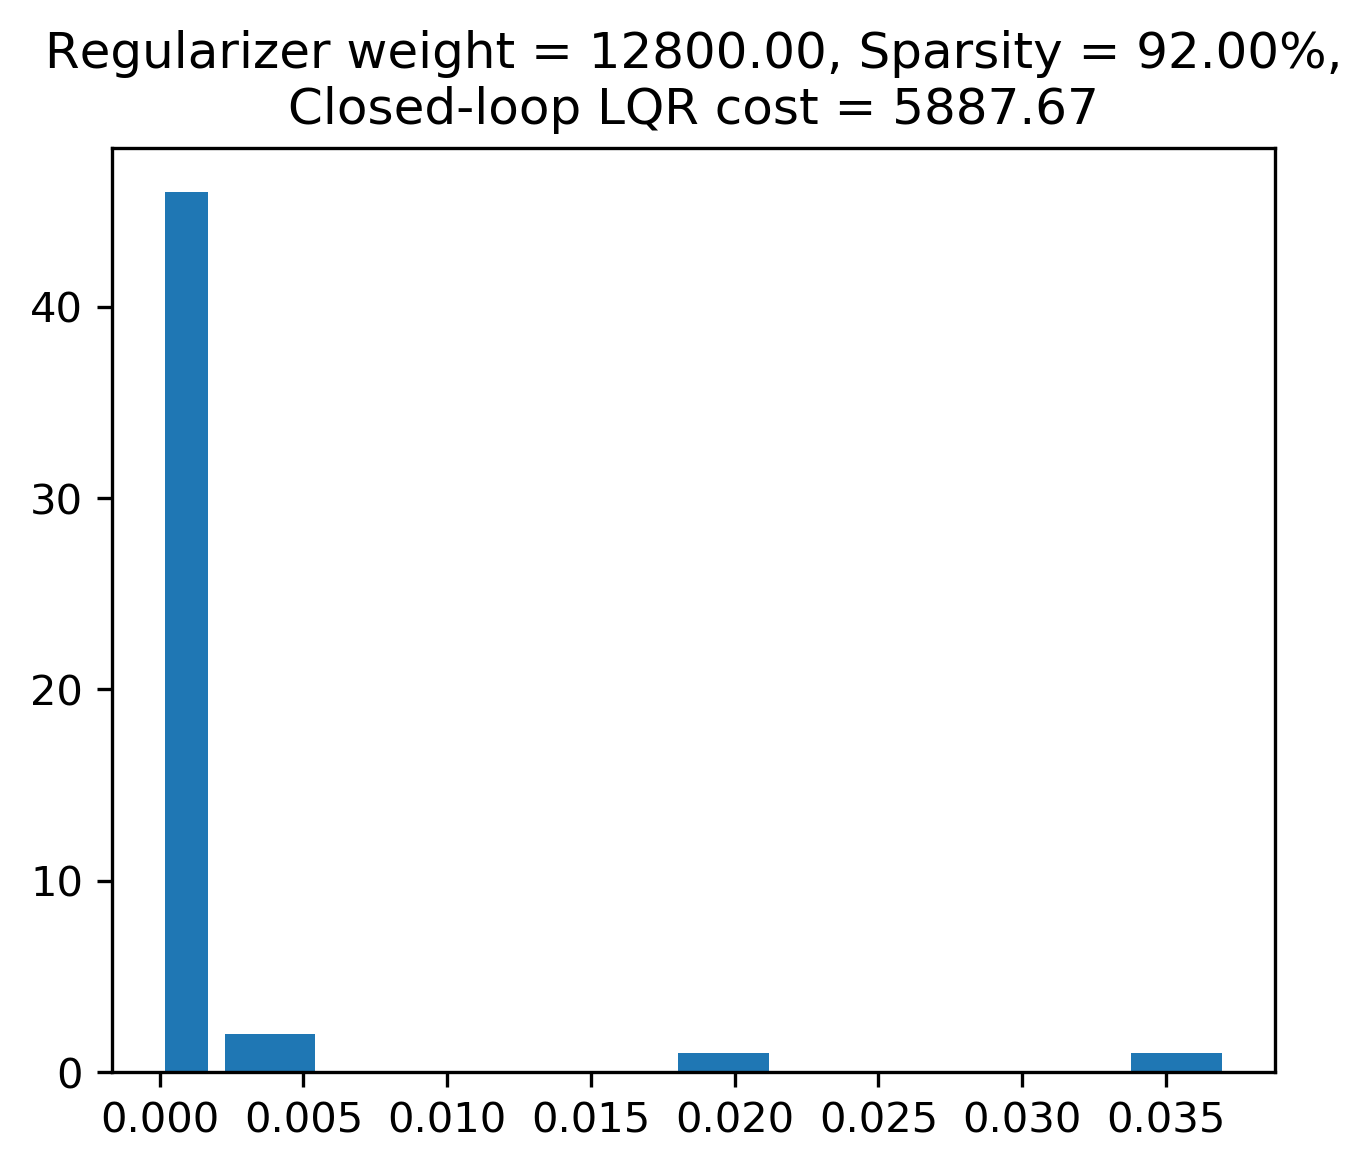 Regularizer weight = 12800.00, Sparsity = 92.00%,
Closed-loop LQR cost = 5887.67
40
30
20
10
0
0.000 0.005 0.010 0.015 0.020 0.025 0.030 0.035